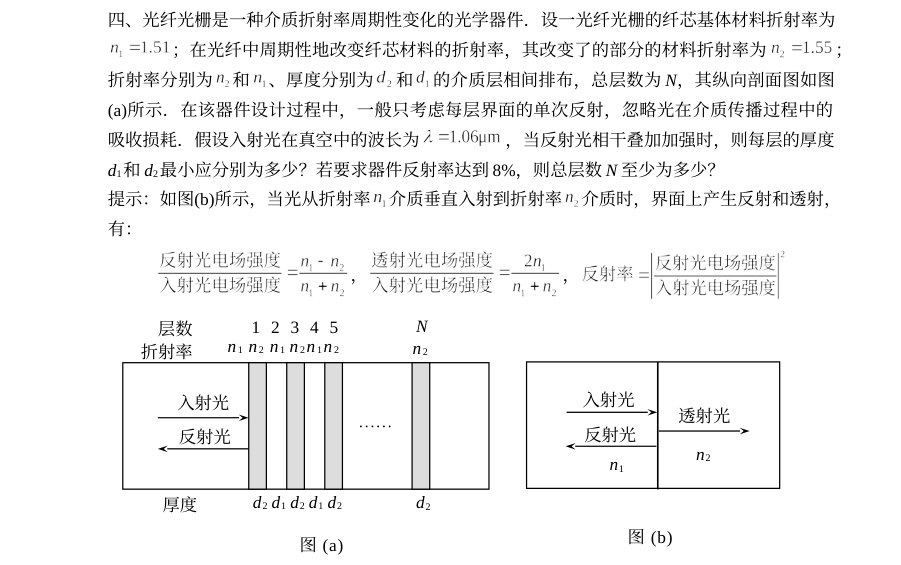 四、光纤光栅是一种介质折射率周期性变化的光学器件．设一光纤光栅的纤芯基体材料折射率为
n₁ =1.51；在光纤中周期性地改变纤芯材料的折射率，其改变了的部分的材料折射率为 n₂ =1.55；
折射率分别为 n₂ 和 n₁、厚度分别为 d₂ 和 d₁ 的介质层相间排布，总层数为 N，其纵向剖面图如图
(a)所示．在该器件设计过程中，一般只考虑每层界面的单次反射，忽略光在介质传播过程中的
吸收损耗．假设入射光在真空中的波长为 λ =1.06μm，当反射光相干叠加加强时，则每层的厚度
d₁和 d₂最小应分别为多少？若要求器件反射率达到 8%，则总层数 N 至少为多少？
提示：如图(b)所示，当光从折射率 n₁ 介质垂直入射到折射率 n₂ 介质时，界面上产生反射和透射，
有：
反射光电场强度/入射光电场强度 = (n₁ - n₂)/(n₁ + n₂)，透射光电场强度/入射光电场强度 = 2n₁/(n₁ + n₂)，反射率 = |反射光电场强度/入射光电场强度|²
层数 1 2 3 4 5 N
折射率 n₁ n₂ n₁ n₂ n₁ n₂ n₂
入射光
反射光
……
厚度 d₂ d₁ d₂ d₁ d₂ d₂
图 (a)
入射光
透射光
反射光
n₁ n₂
图 (b)